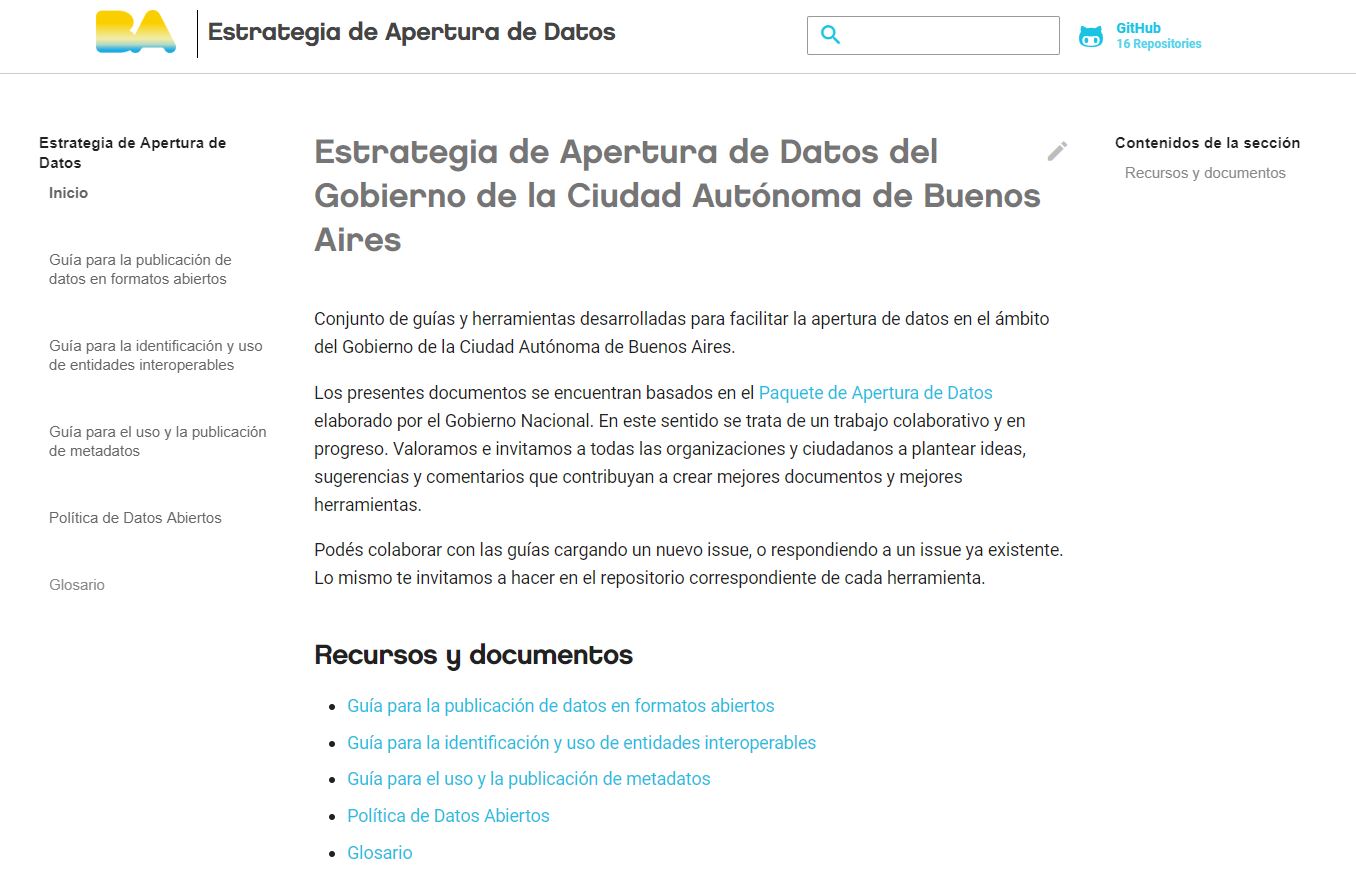 BA
Estrategia de Apertura de Datos
GitHub
16 Repositories
Estrategia de Apertura de
Datos
Inicio
Guía para la publicación de
datos en formatos abiertos
Guía para la identificación y uso
de entidades interoperables
Guía para el uso y la publicación
de metadatos
Política de Datos Abiertos
Glosario
Estrategia de Apertura de Datos del
Gobierno de la Ciudad Autónoma de Buenos
Aires
Conjunto de guías y herramientas desarrolladas para facilitar la apertura de datos en el ámbito
del Gobierno de la Ciudad Autónoma de Buenos Aires.
Los presentes documentos se encuentran basados en el Paquete de Apertura de Datos
elaborado por el Gobierno Nacional. En este sentido se trata de un trabajo colaborativo y en
progreso. Valoramos e invitamos a todas las organizaciones y ciudadanos a plantear ideas,
sugerencias y comentarios que contribuyan a crear mejores documentos y mejores
herramientas.
Podés colaborar con las guías cargando un nuevo issue, o respondiendo a un issue ya existente.
Lo mismo te invitamos a hacer en el repositorio correspondiente de cada herramienta.
Recursos y documentos
Guía para la publicación de datos en formatos abiertos
Guía para la identificación y uso de entidades interoperables
Guía para el uso y la publicación de metadatos
Política de Datos Abiertos
Glosario
Contenidos de la sección
Recursos y documentos